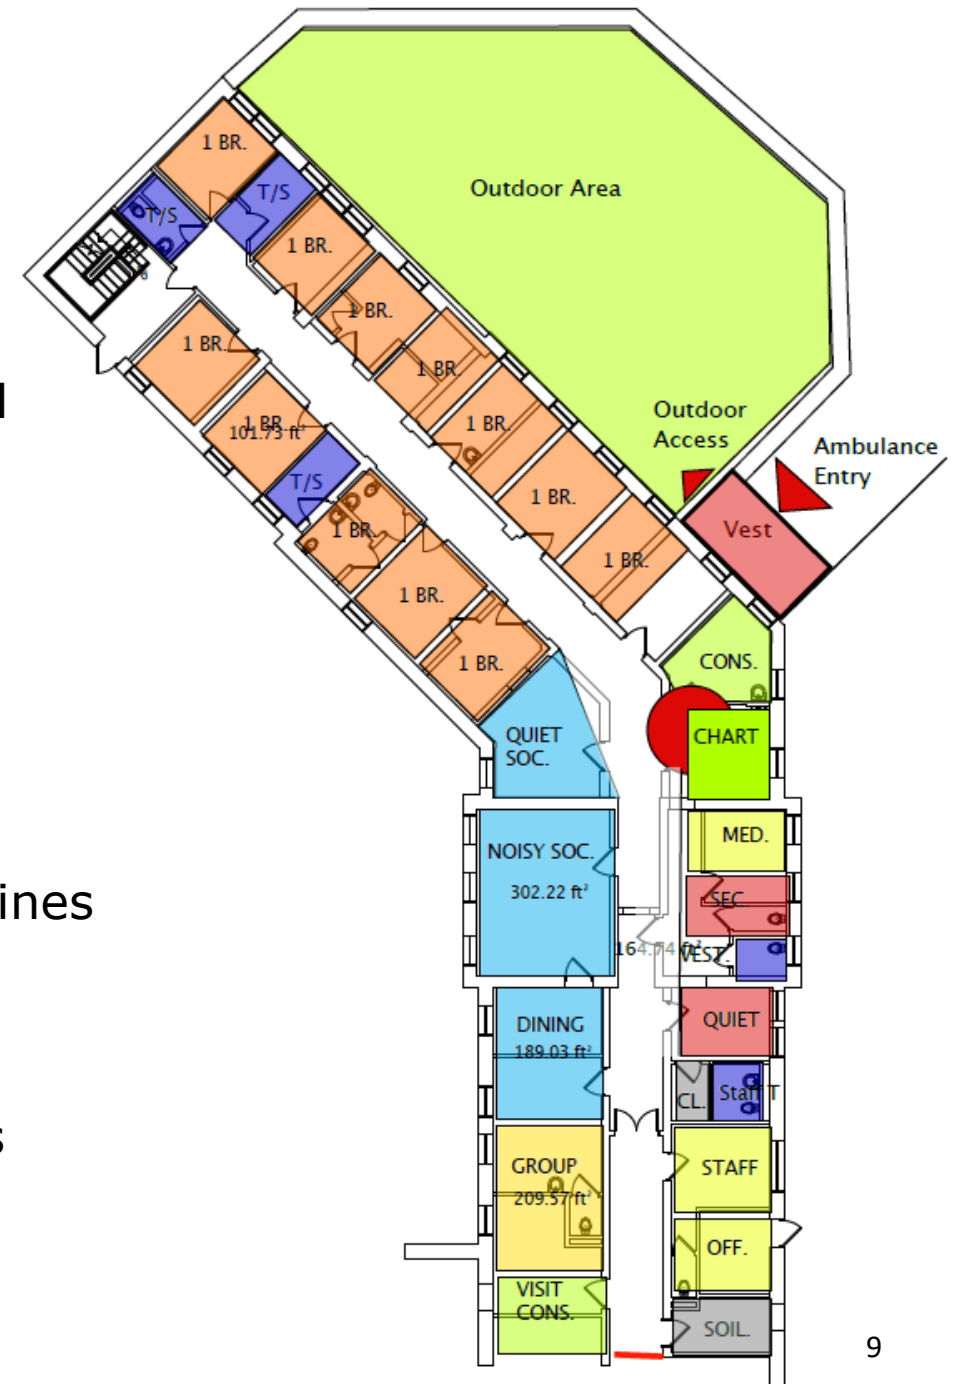 1 BR.
T/S
T/S
1 BR.
Outdoor Area
1 BR.
1 BR.
1 BR.
1 BR.
1 BR.
101.73 ft²
Outdoor
Access
Ambulance
Entry
T/S
1 BR.
1 BR.
Vest
1 BR.
1 BR.
1 BR.
CONS.
QUIET
SOC.
CHART
MED.
NOISY SOC.
302.22 ft²
SEC.
ines
164.74 ft²
VEST.
DINING
189.03 ft²
QUIET
CL.
Staff T
s
GROUP
209.57 ft²
STAFF
OFF.
VISIT
CONS.
SOIL.
9